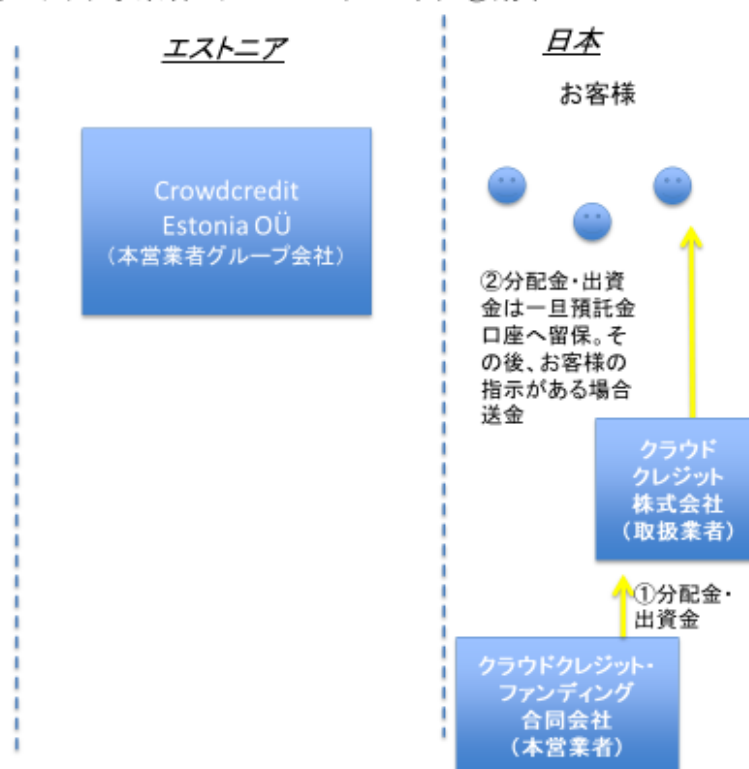 エストニア
日本
お客様
Crowdcredit
Estonia OÜ
（本営業者グループ会社）
②分配金・出資
金は一旦預託金
口座へ留保。そ
の後、お客様の
指示がある場合
送金
クラウド
クレジット
株式会社
（取扱業者）
①分配金・
出資金
クラウドクレジット・
ファンディング
合同会社
（本営業者）